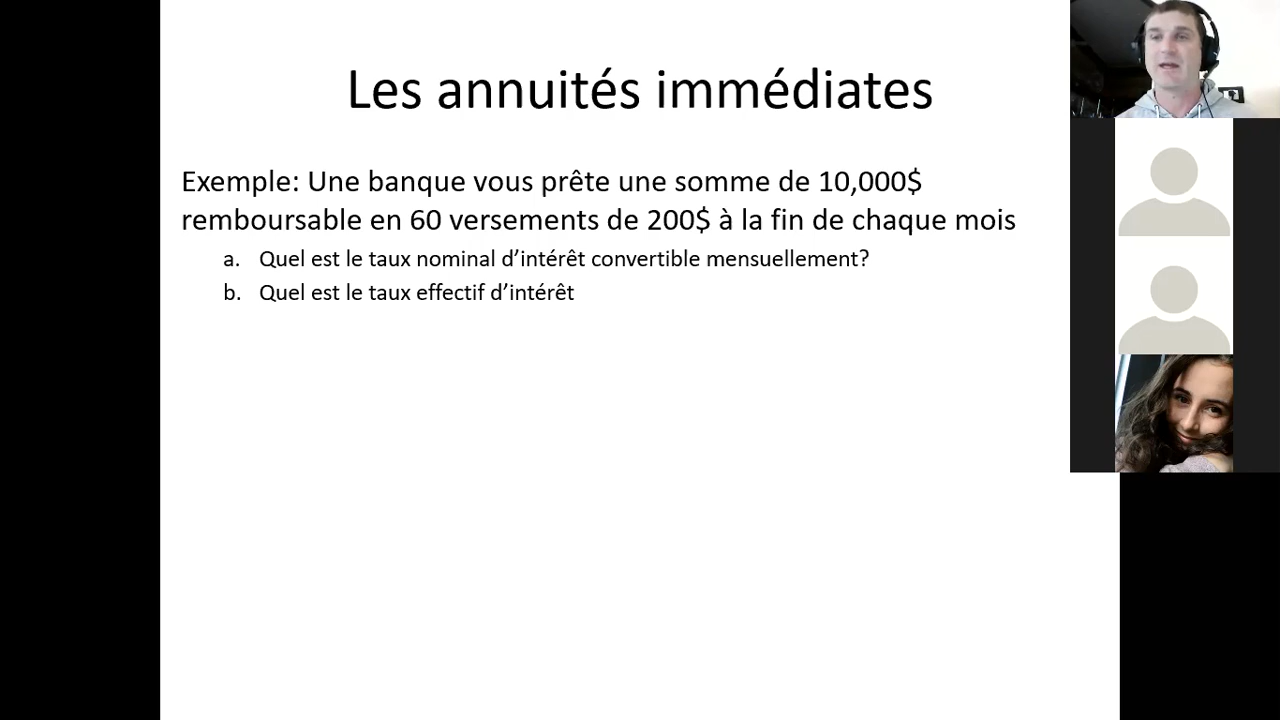 Les annuités immédiates
Exemple: Une banque vous prête une somme de 10,000$
remboursable en 60 versements de 200$ à la fin de chaque mois
a. Quel est le taux nominal d’intérêt convertible mensuellement?
b. Quel est le taux effectif d’intérêt